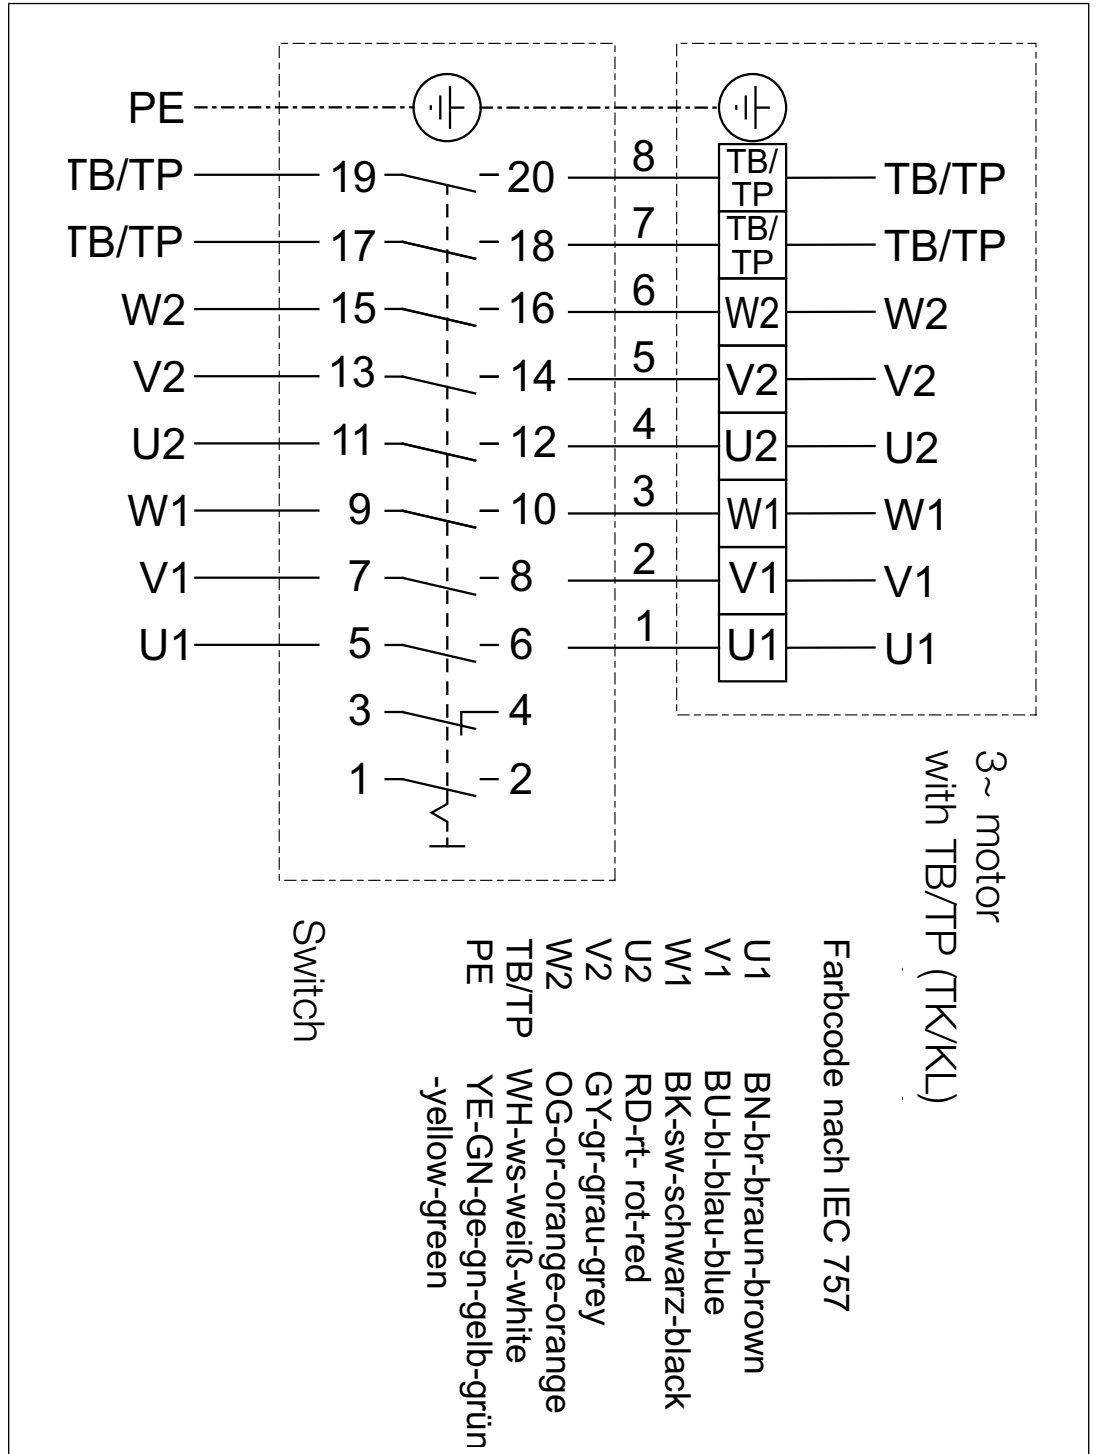 PE
TB/TP 19 20 8 TB/TP TB/TP
TB/TP 17 18 7 TB/TP TB/TP
W2 15 16 6 W2 W2
V2 13 14 5 V2 V2
U2 11 12 4 U2 U2
W1 9 10 3 W1 W1
V1 7 8 2 V1 V1
U1 5 6 1 U1 U1
3 4
1 2
3~ motor
with TB/TP (TK/KL)
Switch
Farbcode nach IEC 757
U1 BN-br-braun-brown
V1 BU-bl-blau-blue
W1 BK-sw-schwarz-black
U2 RD-rt- rot-red
V2 GY-gr-grau-grey
W2 OG-or-orange-orange
TB/TP WH-ws-weiß-white
PE YE-GN-ge-gn-gelb-grün
-yellow-green